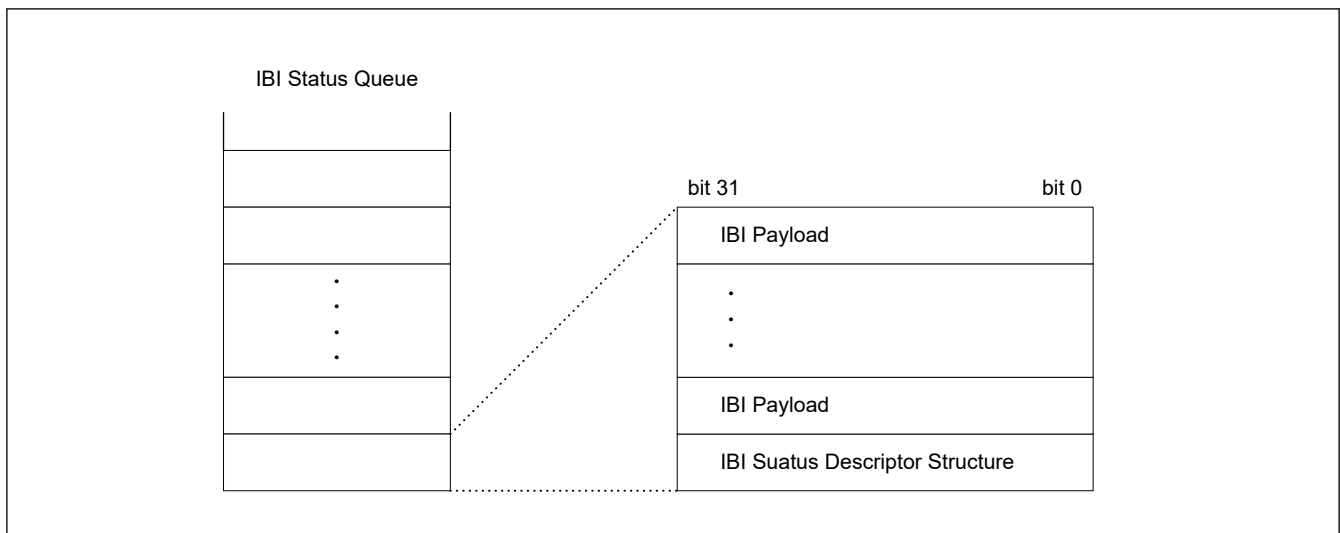 IBI Status Queue
bit 31 bit 0
IBI Payload
IBI Payload
IBI Suatus Descriptor Structure